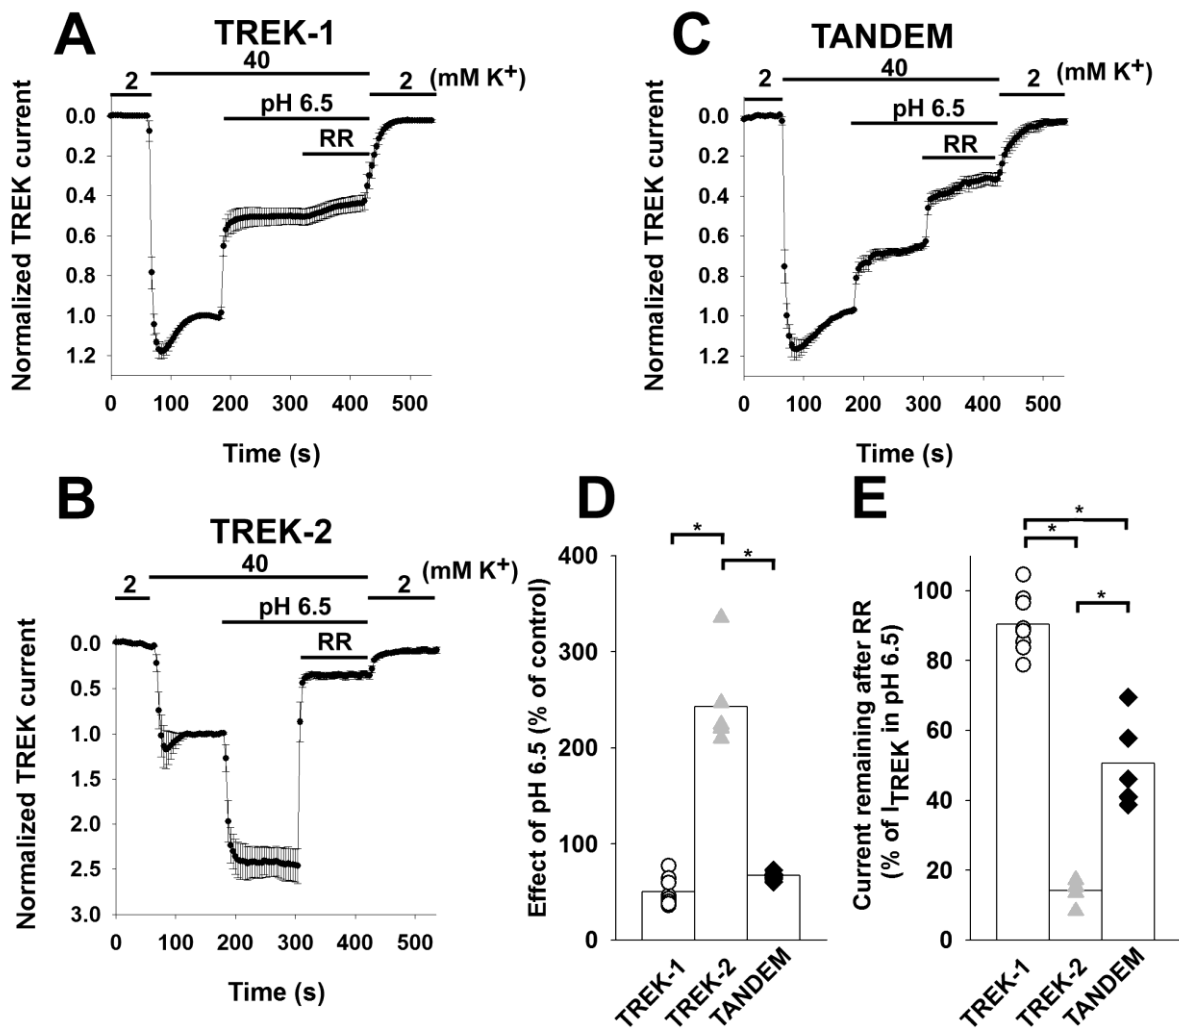 A
TREK-1
40
2
2
(mM K⁺)
pH 6.5
RR
Normalized TREK current
0.0
0.2
0.4
0.6
0.8
1.0
1.2
0
100
200
300
400
500
Time (s)
C
TANDEM
40
2
2
(mM K⁺)
pH 6.5
RR
Normalized TREK current
0.0
0.2
0.4
0.6
0.8
1.0
1.2
0
100
200
300
400
500
Time (s)
B
TREK-2
40
2
2
(mM K⁺)
pH 6.5
RR
Normalized TREK current
0.0
0.5
1.0
1.5
2.0
2.5
3.0
0
100
200
300
400
500
Time (s)
D
*
*
Effect of pH 6.5 (% of control)
400
300
200
100
0
TREK-1
TREK-2
TANDEM
E
*
*
*
Current remaining after RR
(% of ITREK in pH 6.5)
100
80
60
40
20
0
TREK-1
TREK-2
TANDEM